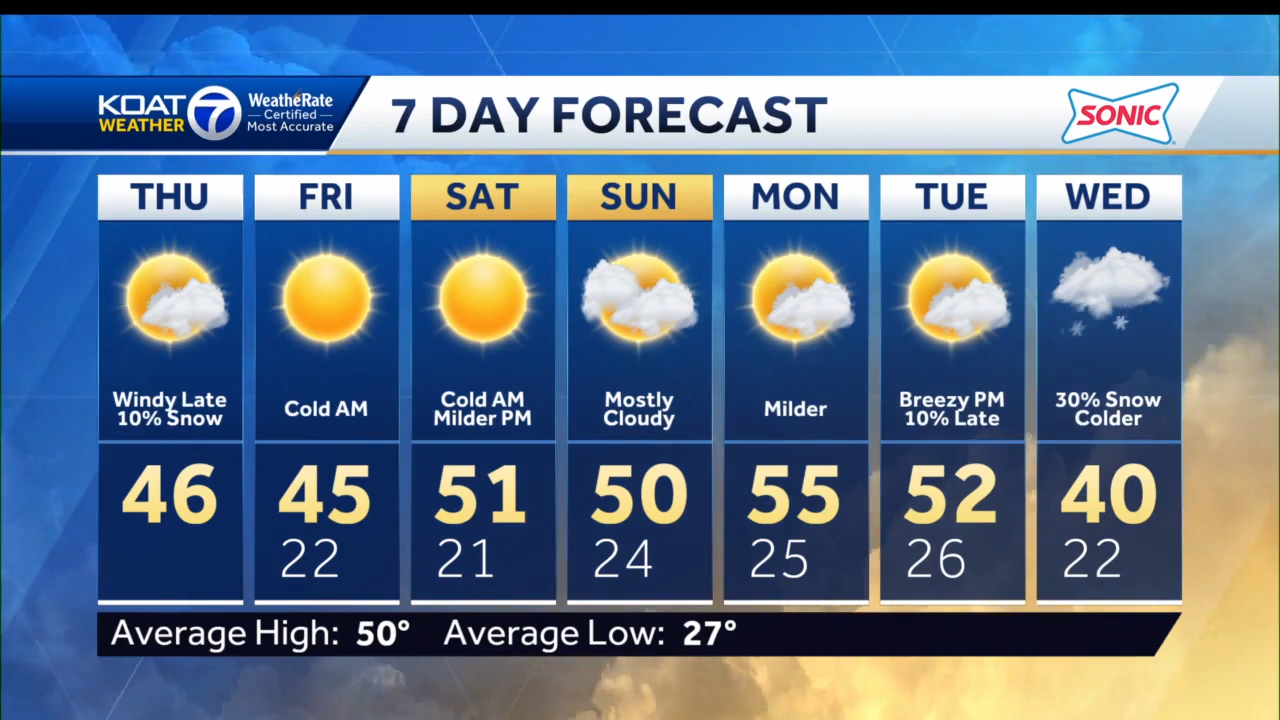 KOAT
WEATHER
7
WeatheRate
Certified
Most Accurate
7 DAY FORECAST
SONIC
THU
FRI
SAT
SUN
MON
TUE
WED
Windy Late
10% Snow
Cold AM
Cold AM
Milder PM
Mostly
Cloudy
Milder
Breezy PM
10% Late
30% Snow
Colder
46
45
51
50
55
52
40
22
21
24
25
26
22
Average High: 50° Average Low: 27°